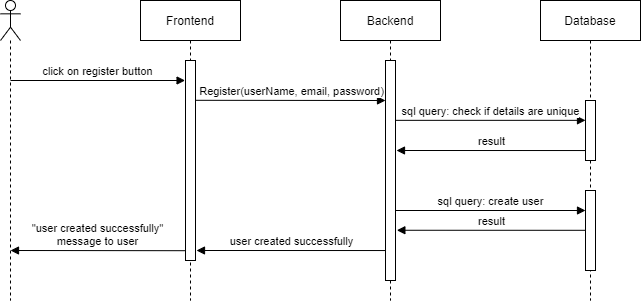 Frontend
Backend
Database
click on register button
Register(userName, email, password)
sql query: check if details are unique
result
sql query: create user
result
"user created successfully"
message to user
user created successfully